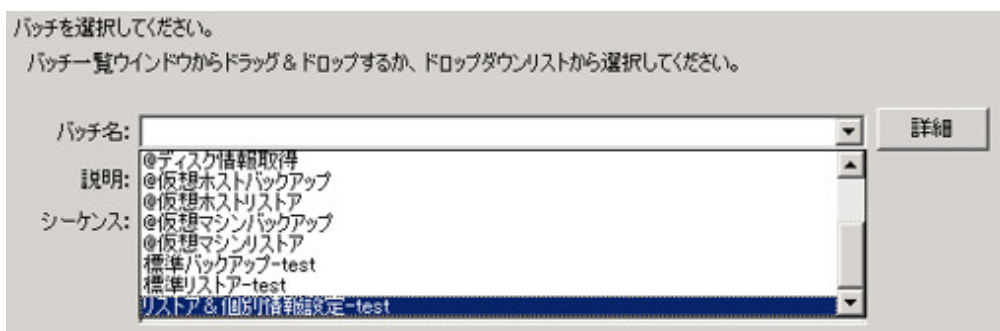 バッチを選択してください。
バッチ一覧ウインドウからドラッグ＆ドロップするか、ドロップダウンリストから選択してください。
バッチ名:
詳細
@ディスク情報取得
説明:
@仮想ホストバックアップ
@仮想ホストリストア
シーケンス:
@仮想マシンバックアップ
@仮想マシンリストア
標準バックアップ-test
標準リストア-test
リストア＆個別情報設定-test